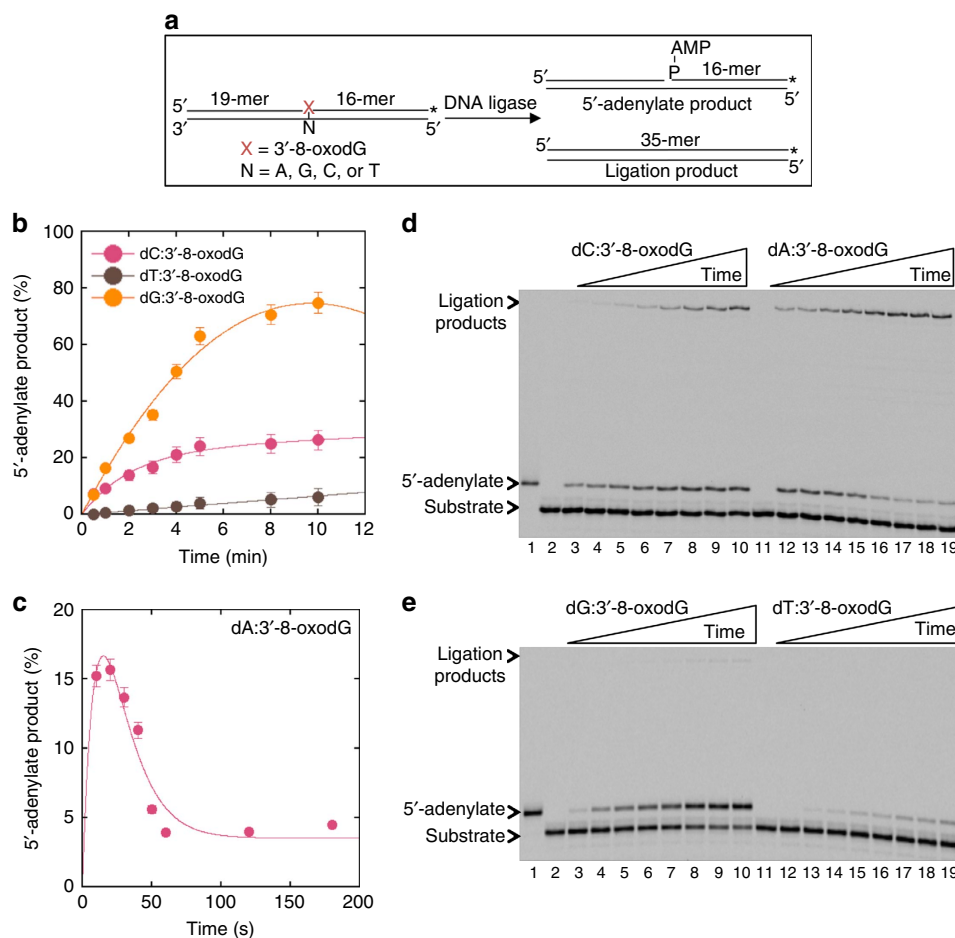 a
AMP
P
5′ 19-mer X 16-mer *
3′ N 5′
X = 3′-8-oxodG
N = A, G, C, or T
DNA ligase
5′ 16-mer *
5′-adenylate product 5′
35-mer *
Ligation product 5′
b
100
80
60
40
20
0
5′-adenylate product (%)
dC:3′-8-oxodG
dT:3′-8-oxodG
dG:3′-8-oxodG
0 2 4 6 8 10 12
Time (min)
c
20
15
10
5
0
5′-adenylate product (%)
dA:3′-8-oxodG
0 50 100 150 200
Time (s)
d
dC:3′-8-oxodG dA:3′-8-oxodG
Time Time
Ligation
products
5′-adenylate
Substrate
1 2 3 4 5 6 7 8 9 10 11 12 13 14 15 16 17 18 19
e
dG:3′-8-oxodG dT:3′-8-oxodG
Time Time
Ligation
products
5′-adenylate
Substrate
1 2 3 4 5 6 7 8 9 10 11 12 13 14 15 16 17 18 19